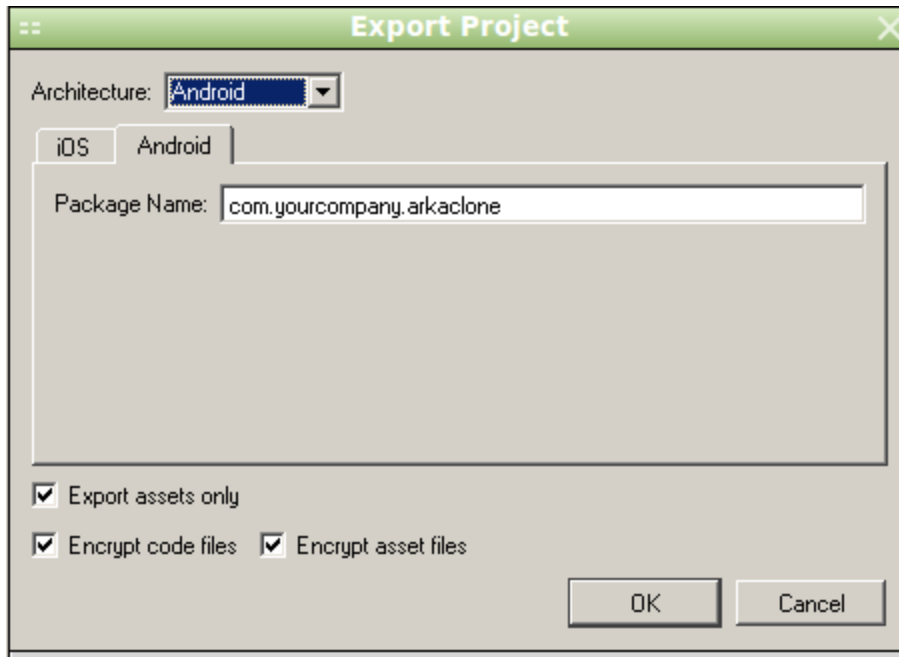 Export Project
Architecture: Android
iOS Android
Package Name: com.yourcompany.arkaclone
Export assets only
Encrypt code files Encrypt asset files
OK Cancel